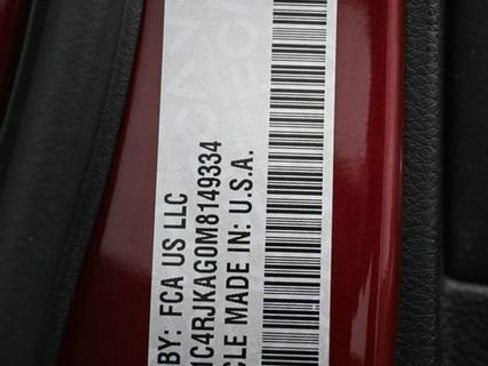 BY: FCA US LLC
1C4RJKAG0M8149334
CLE MADE IN: U.S.A.